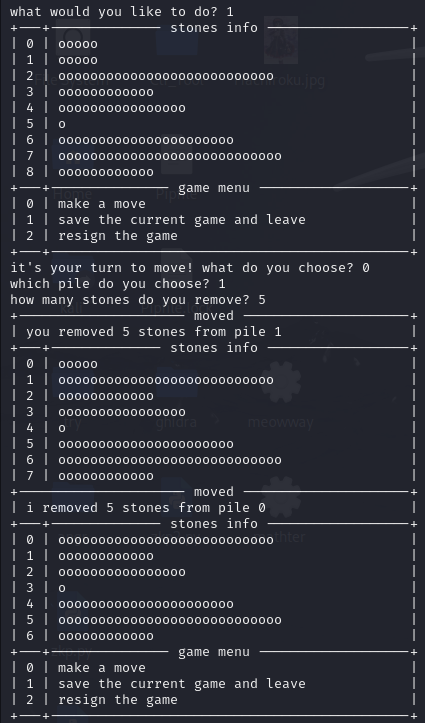 what would you like to do? 1
+───+────────────── stones info ──────────────────+
| 0 | ooooo |
| 1 | ooooo |
| 2 | ooooooooooooooooooooooooooo |
| 3 | oooooooooooo |
| 4 | oooooooooooooooo |
| 5 | o |
| 6 | oooooooooooooooooooooo |
| 7 | oooooooooooooooooooooooooooo |
| 8 | oooooooooooo |
+───+─────────────── game menu ───────────────────+
| 0 | make a move |
| 1 | save the current game and leave |
| 2 | resign the game |
+───+─────────────────────────────────────────────+
it's your turn to move! what do you choose? 0
which pile do you choose? 1
how many stones do you remove? 5
+───────────────────── moved ─────────────────────+
| you removed 5 stones from pile 1 |
+───+────────────── stones info ──────────────────+
| 0 | ooooo |
| 1 | ooooooooooooooooooooooooooo |
| 2 | oooooooooooo |
| 3 | oooooooooooooooo |
| 4 | o |
| 5 | oooooooooooooooooooooo |
| 6 | oooooooooooooooooooooooooooo |
| 7 | oooooooooooo |
+───────────────────── moved ─────────────────────+
| i removed 5 stones from pile 0 |
+───+────────────── stones info ──────────────────+
| 0 | ooooooooooooooooooooooooooo |
| 1 | oooooooooooo |
| 2 | oooooooooooooooo |
| 3 | o |
| 4 | oooooooooooooooooooooo |
| 5 | oooooooooooooooooooooooooooo |
| 6 | oooooooooooo |
+───+─────────────── game menu ───────────────────+
| 0 | make a move |
| 1 | save the current game and leave |
| 2 | resign the game |
+───+─────────────────────────────────────────────+